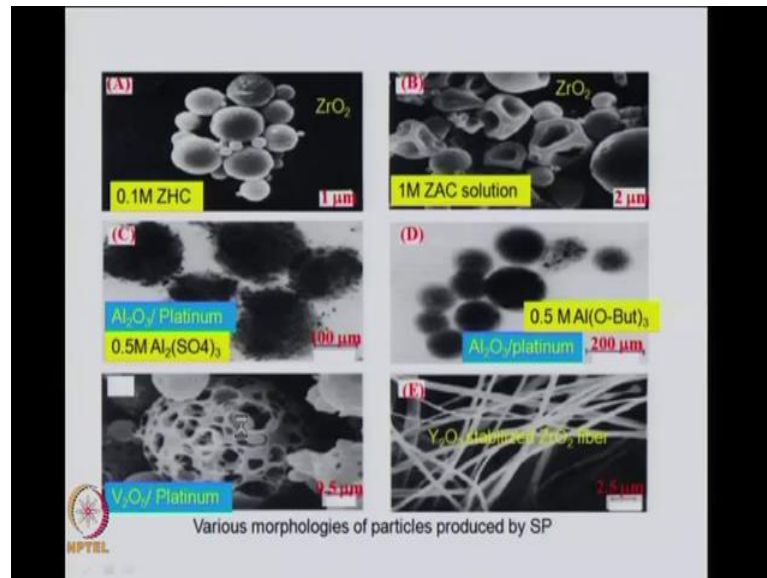 (A)
ZrO2
0.1M ZHC
1 μm
(B)
ZrO2
1M ZAC solution
2 μm
(C)
Al2O3/ Platinum
0.5M Al2(SO4)3
100 μm
(D)
0.5 M Al(O-But)3
Al2O3/platinum
200 μm
V2O5/ Platinum
9.5 μm
(E)
stabilized ZrO2 fiber
2.5 μm
Various morphologies of particles produced by SP
NPTEL